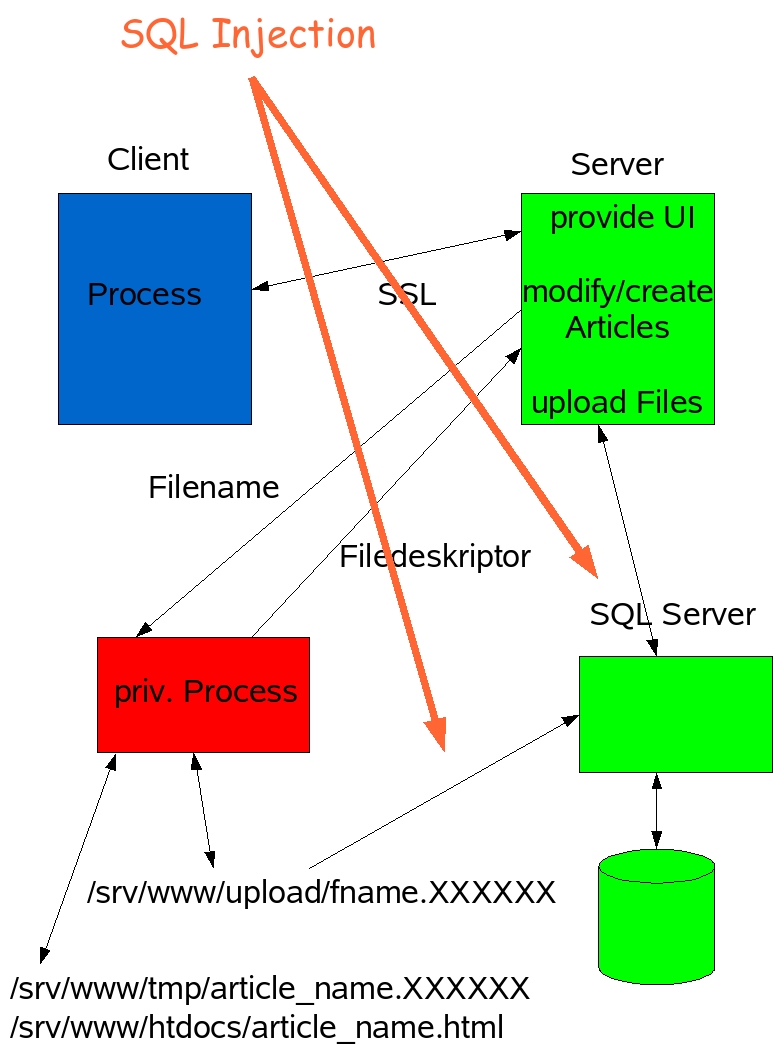 SQL Injection
Client
Server
provide UI
Process
SSL
modify/create
Articles
upload Files
Filename
Filedeskriptor
SQL Server
priv. Process
/srv/www/upload/fname.XXXXXX
/srv/www/tmp/article_name.XXXXXX
/srv/www/htdocs/article_name.html